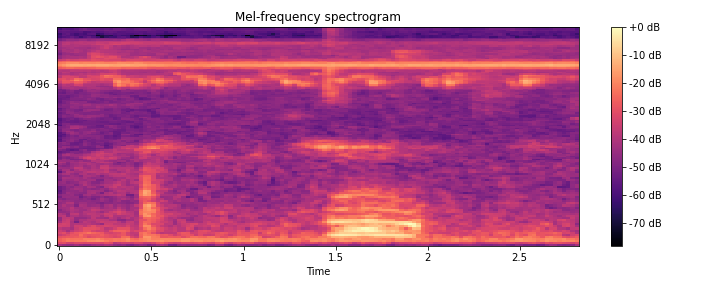 Mel-frequency spectrogram
Hz
8192
4096
2048
1024
512
0
0
0.5
1
1.5
2
2.5
Time
+0 dB
-10 dB
-20 dB
-30 dB
-40 dB
-50 dB
-60 dB
-70 dB